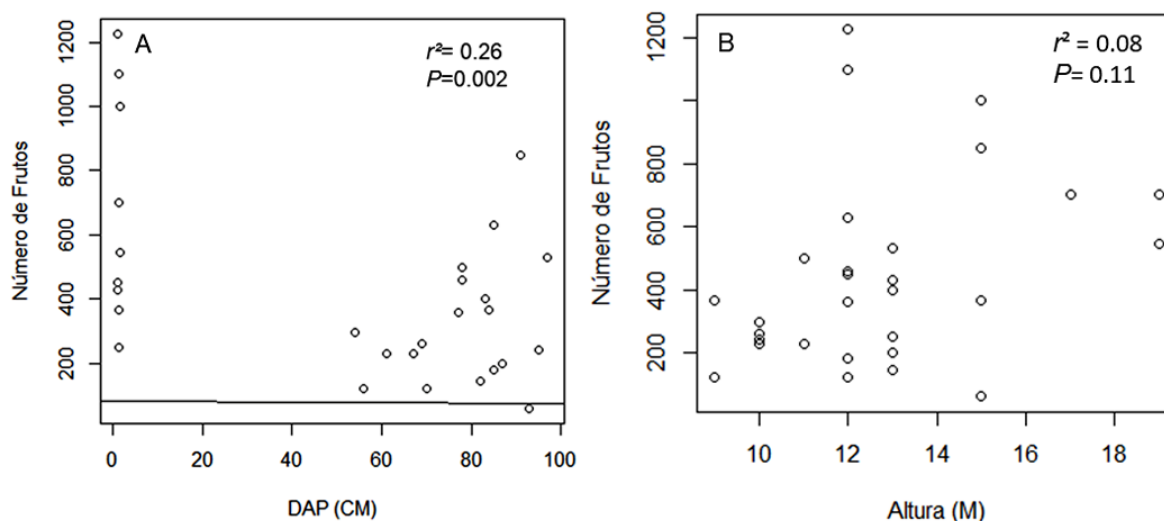 A
r²= 0.26
P=0.002
Número de Frutos
1200
1000
800
600
400
200
0 20 40 60 80 100
DAP (CM)
B
r² = 0.08
P= 0.11
Número de Frutos
1200
800
600
400
200
10 12 14 16 18
Altura (M)